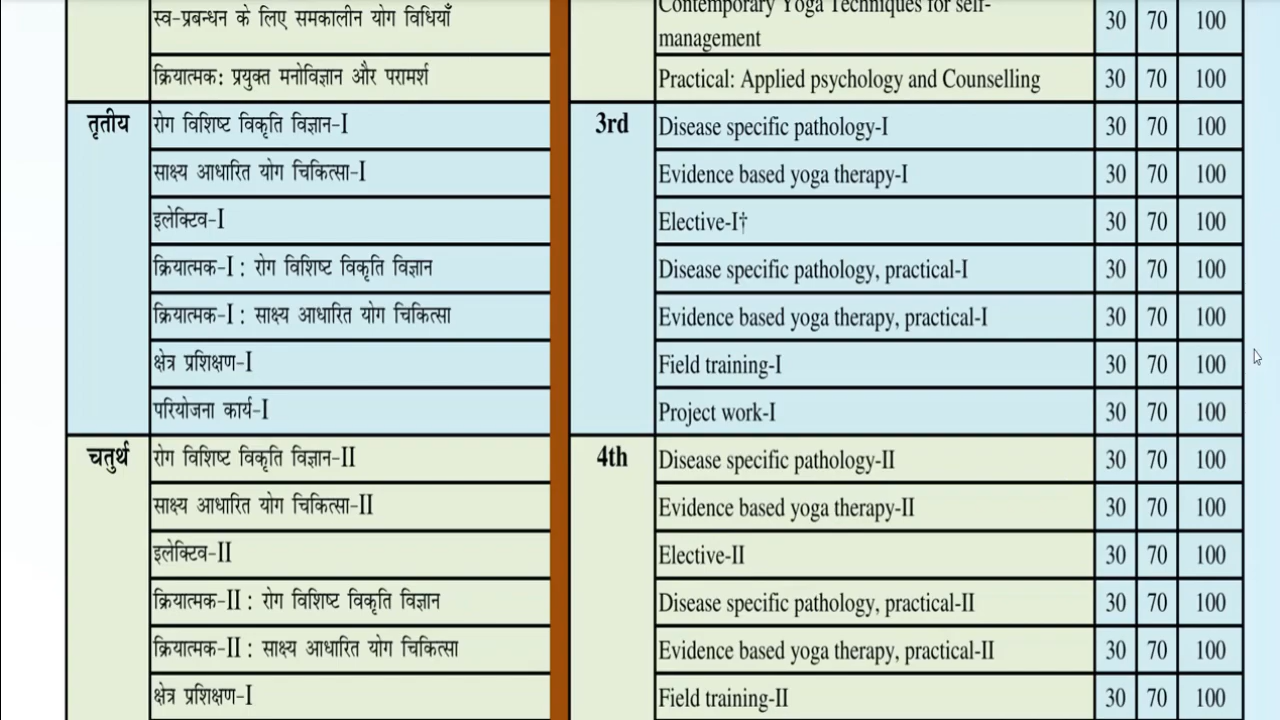 स्व-प्रबन्धन के लिए समकालीन योग विधियाँ
Contemporary Yoga Techniques for self-
management
30 70 100
क्रियात्मक: प्रयुक्त मनोविज्ञान और परामर्श
Practical: Applied psychology and Counselling 30 70 100
तृतीय रोग विशिष्ट विकृति विज्ञान-I
3rd Disease specific pathology-I 30 70 100
साक्ष्य आधारित योग चिकित्सा-I
Evidence based yoga therapy-I 30 70 100
इलेक्टिव-I
Elective-I† 30 70 100
क्रियात्मक-I : रोग विशिष्ट विकृति विज्ञान
Disease specific pathology, practical-I 30 70 100
क्रियात्मक-I : साक्ष्य आधारित योग चिकित्सा
Evidence based yoga therapy, practical-I 30 70 100
क्षेत्र प्रशिक्षण-I
Field training-I 30 70 100
परियोजना कार्य-I
Project work-I 30 70 100
चतुर्थ रोग विशिष्ट विकृति विज्ञान-II
4th Disease specific pathology-II 30 70 100
साक्ष्य आधारित योग चिकित्सा-II
Evidence based yoga therapy-II 30 70 100
इलेक्टिव-II
Elective-II 30 70 100
क्रियात्मक-II : रोग विशिष्ट विकृति विज्ञान
Disease specific pathology, practical-II 30 70 100
क्रियात्मक-II : साक्ष्य आधारित योग चिकित्सा
Evidence based yoga therapy, practical-II 30 70 100
क्षेत्र प्रशिक्षण-I
Field training-II 30 70 100